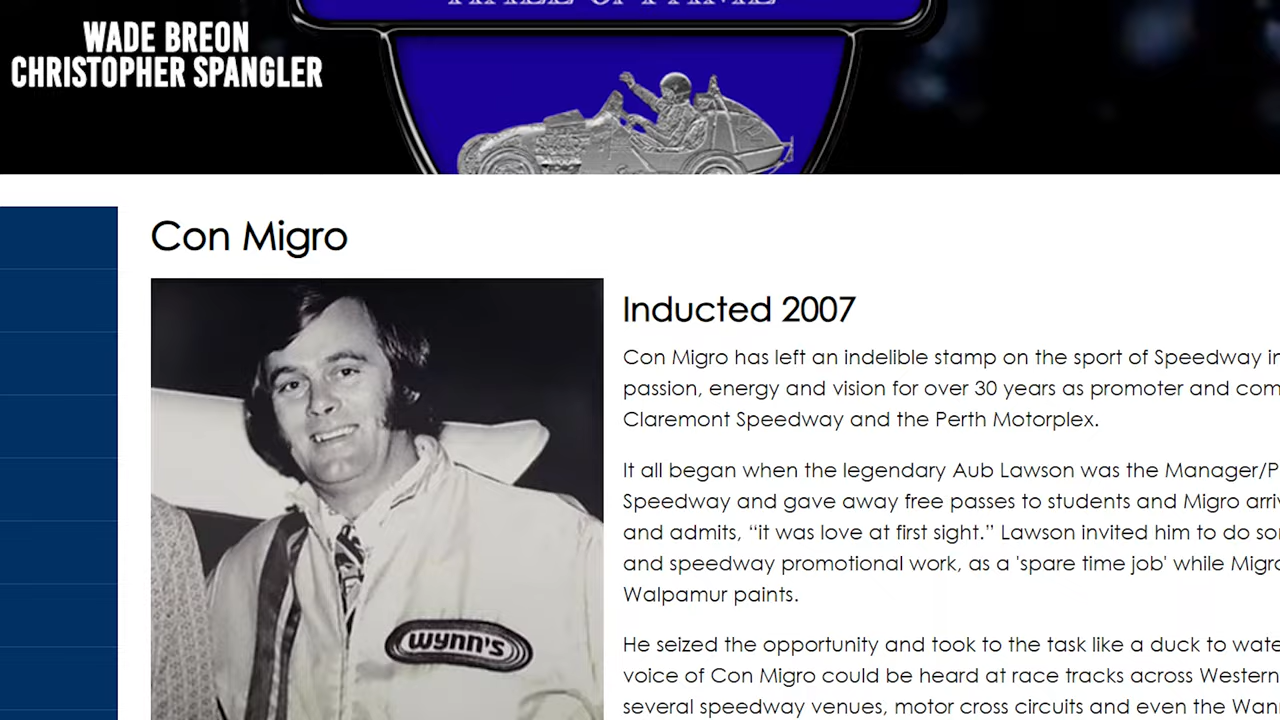 HALL of FAME
WADE BREON
CHRISTOPHER SPANGLER
Con Migro
Inducted 2007
Con Migro has left an indelible stamp on the sport of Speedway in
passion, energy and vision for over 30 years as promoter and com
Claremont Speedway and the Perth Motorplex.
It all began when the legendary Aub Lawson was the Manager/P
Speedway and gave away free passes to students and Migro arriv
and admits, “it was love at first sight.” Lawson invited him to do so
and speedway promotional work, as a 'spare time job' while Migro
Walpamur paints.
He seized the opportunity and took to the task like a duck to wate
voice of Con Migro could be heard at race tracks across Western
several speedway venues, motor cross circuits and even the Wan
wynn's